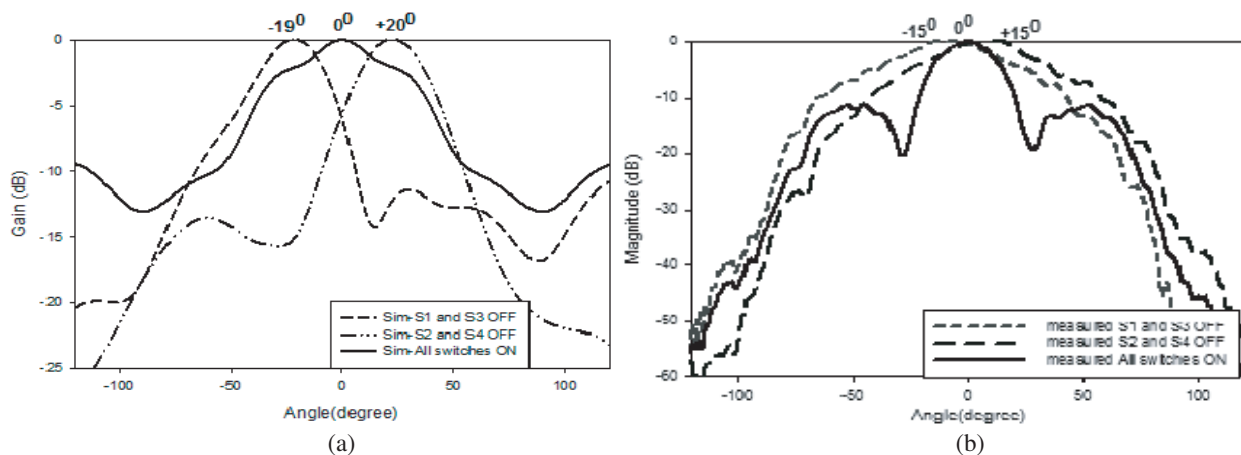 -19⁰ 0⁰ +20⁰
0
-5
-10
-15
-20
-25
Gain (dB)
-100 -50 0 50 100
Angle(degree)
Sim-S1 and S3 OFF
Sim-S2 and S4 OFF
Sim-All switches ON
(a)
-15⁰ 0⁰ +15⁰
0
-10
-20
-30
-40
-50
-60
Magnitude (dB)
-100 -50 0 50 100
Angle(degree)
measured S1 and S3 OFF
measured S2 and S4 OFF
measured All switches ON
(b)